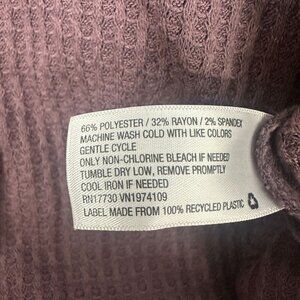 66% POLYESTER / 32% RAYON / 2% SPANDEX
MACHINE WASH COLD WITH LIKE COLORS
GENTLE CYCLE
ONLY NON-CHLORINE BLEACH IF NEEDED
TUMBLE DRY LOW, REMOVE PROMPTLY
COOL IRON IF NEEDED
RN17730 VN1974109
LABEL MADE FROM 100% RECYCLED PLASTIC